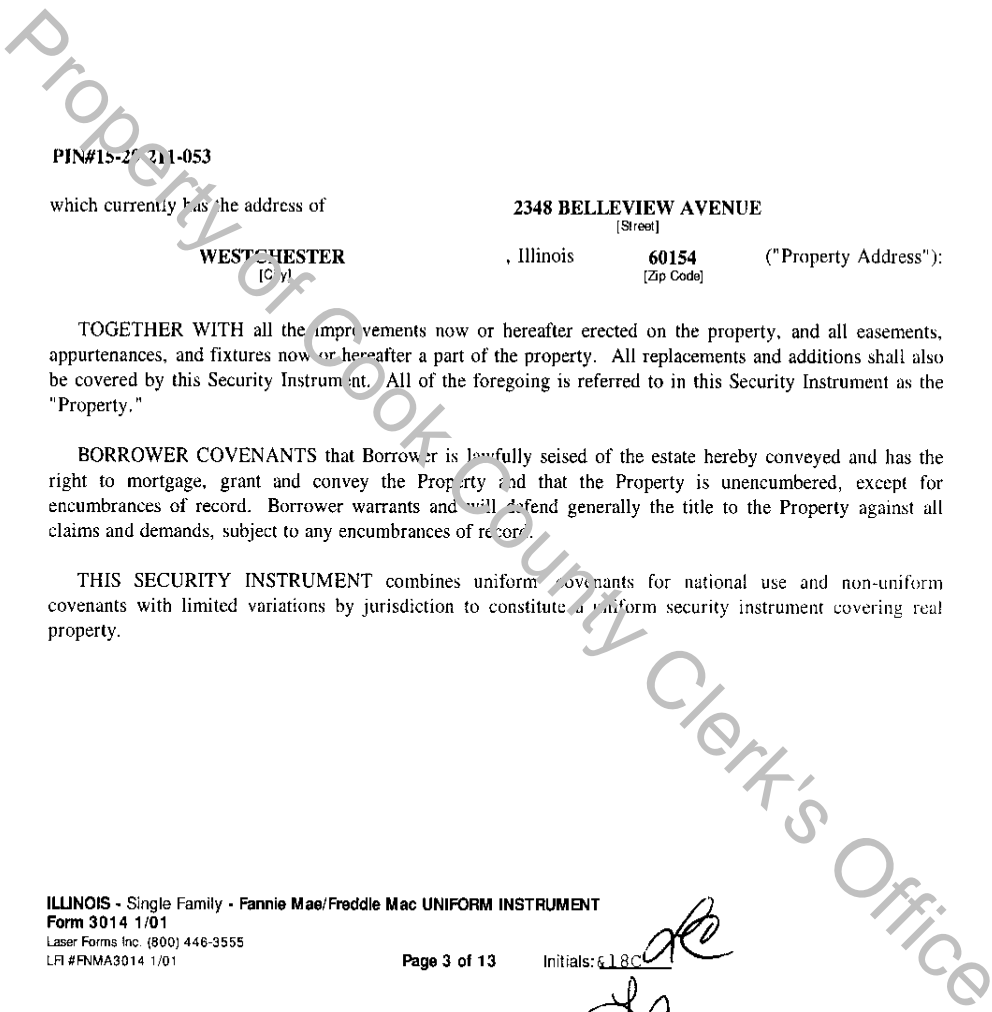 PIN#15-2 211-053
which currently has the address of 2348 BELLEVIEW AVENUE
[Street]
WESTCHESTER , Illinois 60154 ("Property Address"):
[City] [Zip Code]
TOGETHER WITH all the improvements now or hereafter erected on the property, and all easements,
appurtenances, and fixtures now or hereafter a part of the property. All replacements and additions shall also
be covered by this Security Instrument. All of the foregoing is referred to in this Security Instrument as the
"Property."
BORROWER COVENANTS that Borrower is lawfully seised of the estate hereby conveyed and has the
right to mortgage, grant and convey the Property and that the Property is unencumbered, except for
encumbrances of record. Borrower warrants and will defend generally the title to the Property against all
claims and demands, subject to any encumbrances of record.
THIS SECURITY INSTRUMENT combines uniform covenants for national use and non-uniform
covenants with limited variations by jurisdiction to constitute a uniform security instrument covering real
property.
ILLINOIS - Single Family - Fannie Mae/Freddie Mac UNIFORM INSTRUMENT
Form 3014 1/01
Laser Forms Inc. (800) 446-3555
LFI #FNMA3014 1/01 Page 3 of 13 Initials:
Property of Cook County Clerk's Office